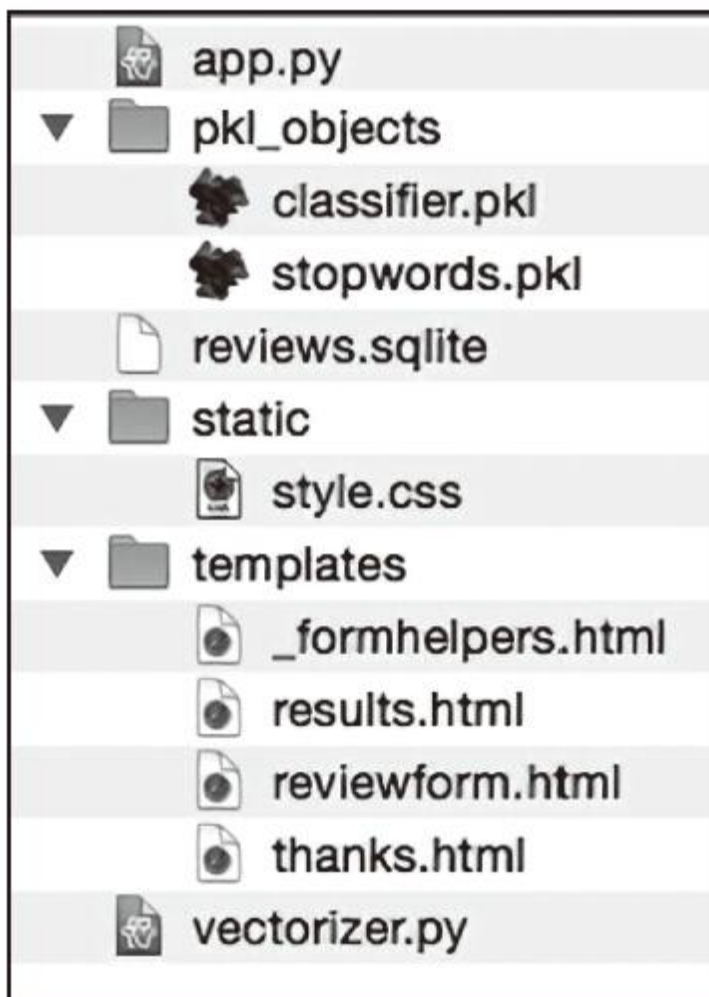 app.py
pkl_objects
classifier.pkl
stopwords.pkl
reviews.sqlite
static
style.css
templates
_formhelpers.html
results.html
reviewform.html
thanks.html
vectorizer.py